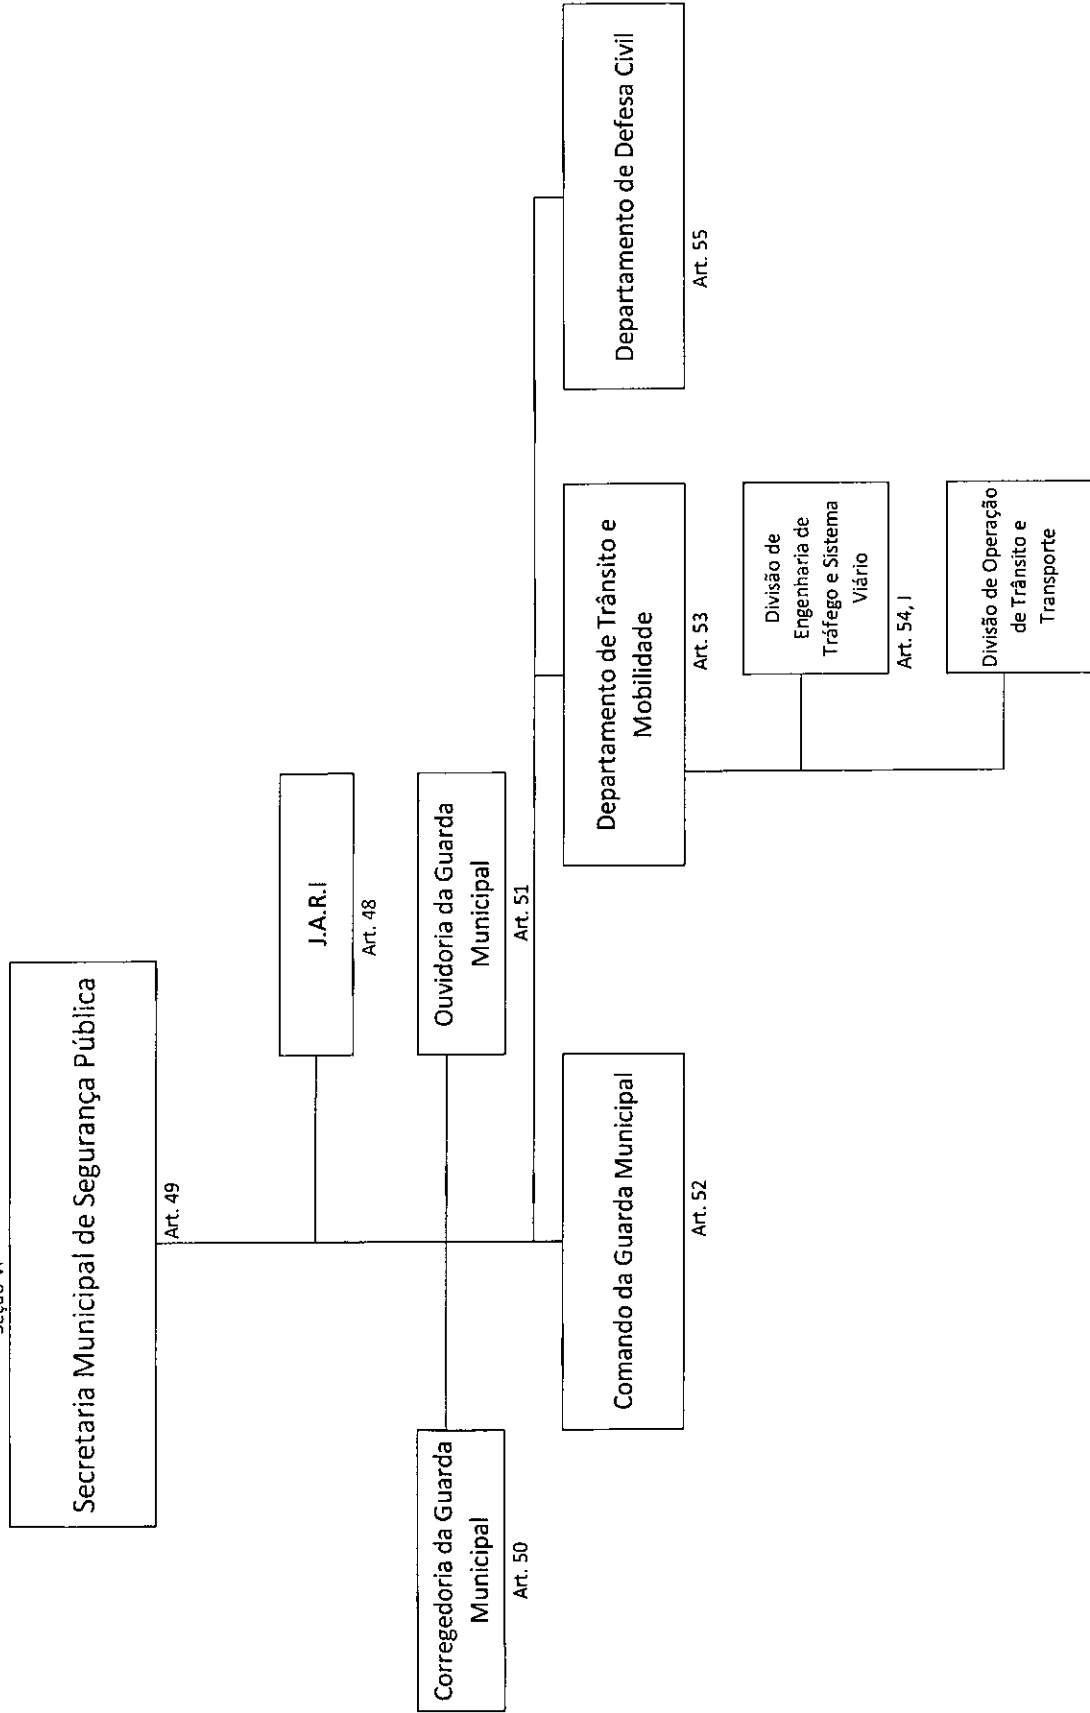 Secretaria Municipal de Segurança Pública
Art. 49
J.A.R.I
Art. 48
Corregedoria da Guarda
Municipal
Art. 50
Ouvidoria da Guarda
Municipal
Art. 51
Comando da Guarda Municipal
Art. 52
Departamento de Trânsito e
Mobilidade
Art. 53
Departamento de Defesa Civil
Art. 55
Divisão de
Engenharia de
Tráfego e Sistema
Viário
Art. 54, I
Divisão de Operação
de Trânsito e
Transporte